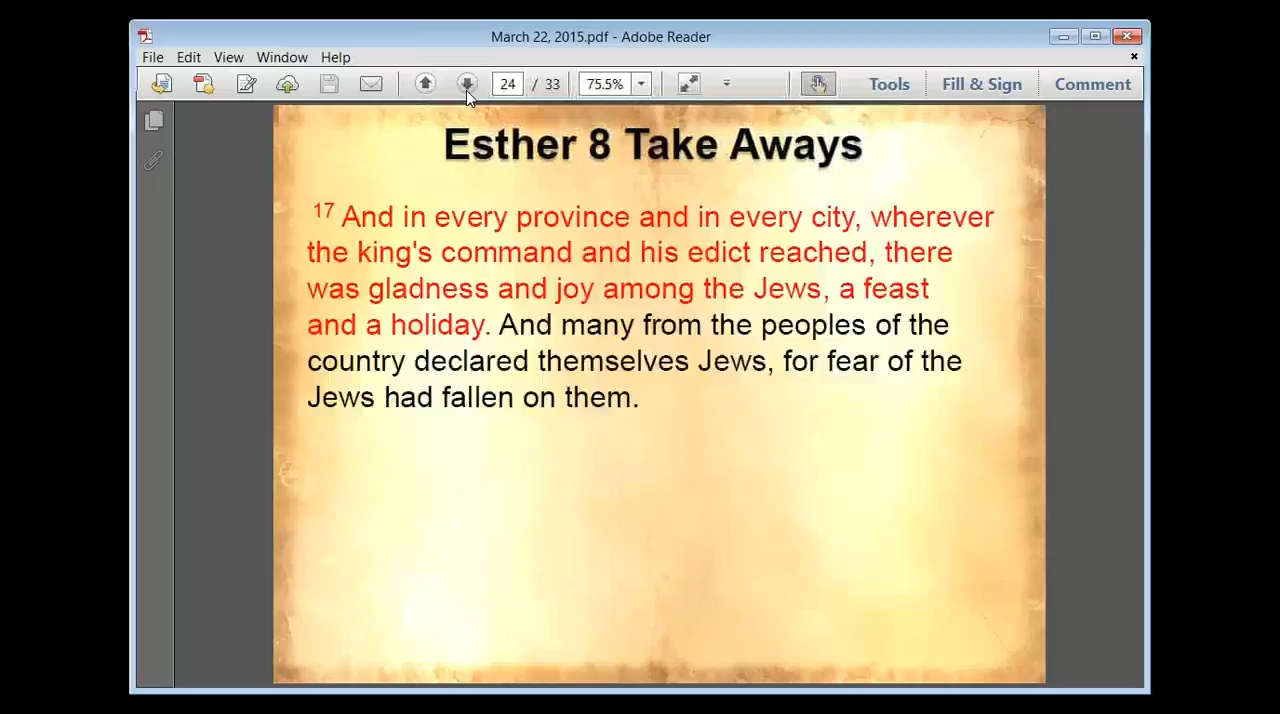 March 22, 2015.pdf - Adobe Reader
File Edit View Window Help
24 / 33 75.5% Tools Fill & Sign Comment
Esther 8 Take Aways
17 And in every province and in every city, wherever
the king's command and his edict reached, there
was gladness and joy among the Jews, a feast
and a holiday. And many from the peoples of the
country declared themselves Jews, for fear of the
Jews had fallen on them.